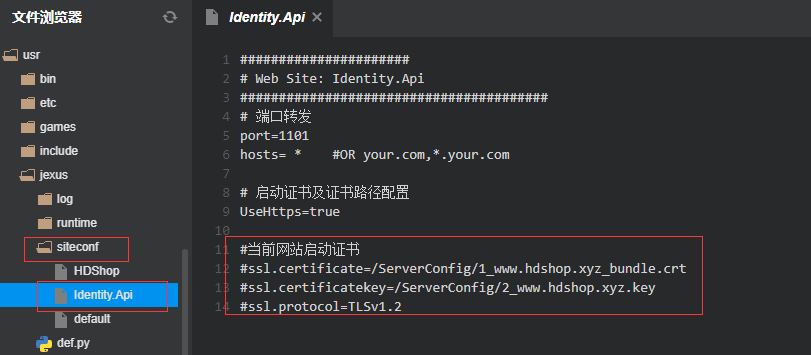 文件浏览器
usr
bin
etc
games
include
jexus
log
runtime
siteconf
HDShop
Identity.Api
default
def.py
Identity.Api
1 ######################
2 # Web Site: Identity.Api
3 ########################################
4 # 端口转发
5 port=1101
6 hosts= * #OR your.com,*.your.com
7
8 # 启动证书及证书路径配置
9 UseHttps=true
10
11 #当前网站启动证书
12 #ssl.certificate=/ServerConfig/1_www.hdshop.xyz_bundle.crt
13 #ssl.certificatekey=/ServerConfig/2_www.hdshop.xyz.key
14 #ssl.protocol=TLSv1.2